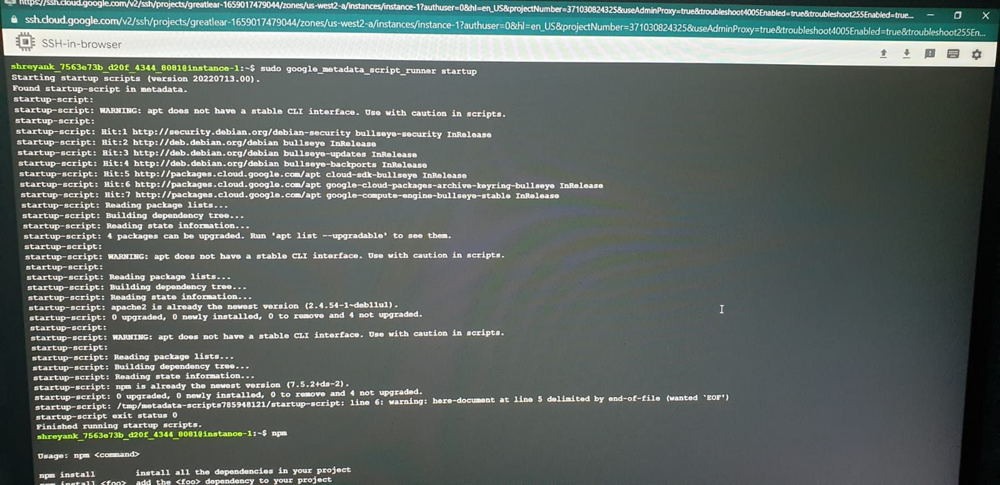 https://ssh.cloud.google.com/v2/ssh/projects/greatlear-1659017479044/zones/us-west2-a/instances/instance-1?authuser=0&hl=en_US&projectNumber=371030824325&useAdminProxy=true&troubleshoot4005Enabled=true&troubleshoot255Enabled=true...
ssh.cloud.google.com/v2/ssh/projects/greatlear-1659017479044/zones/us-west2-a/instances/instance-1?authuser=0&hl=en_US&projectNumber=371030824325&useAdminProxy=true&troubleshoot4005Enabled=true&troubleshoot255En...
SSH-in-browser
shreyank_7563e73b_d20f_4344_8081@instance-1:~$ sudo google_metadata_script_runner startup
Starting startup scripts (version 20220713.00).
Found startup-script in metadata.
startup-script:
startup-script: WARNING: apt does not have a stable CLI interface. Use with caution in scripts.
startup-script:
startup-script: Hit:1 http://security.debian.org/debian-security bullseye-security InRelease
startup-script: Hit:2 http://deb.debian.org/debian bullseye InRelease
startup-script: Hit:3 http://deb.debian.org/debian bullseye-updates InRelease
startup-script: Hit:4 http://deb.debian.org/debian bullseye-backports InRelease
startup-script: Hit:5 http://packages.cloud.google.com/apt cloud-sdk-bullseye InRelease
startup-script: Hit:6 http://packages.cloud.google.com/apt google-cloud-packages-archive-keyring-bullseye InRelease
startup-script: Hit:7 http://packages.cloud.google.com/apt google-compute-engine-bullseye-stable InRelease
startup-script: Reading package lists...
startup-script: Building dependency tree...
startup-script: Reading state information...
startup-script: 4 packages can be upgraded. Run 'apt list --upgradable' to see them.
startup-script:
startup-script: WARNING: apt does not have a stable CLI interface. Use with caution in scripts.
startup-script:
startup-script: Reading package lists...
startup-script: Building dependency tree...
startup-script: Reading state information...
startup-script: apache2 is already the newest version (2.4.54-1~deb11u1).
startup-script: 0 upgraded, 0 newly installed, 0 to remove and 4 not upgraded.
startup-script:
startup-script: WARNING: apt does not have a stable CLI interface. Use with caution in scripts.
startup-script:
startup-script: Reading package lists...
startup-script: Building dependency tree...
startup-script: Reading state information...
startup-script: npm is already the newest version (7.5.2+ds-2).
startup-script: 0 upgraded, 0 newly installed, 0 to remove and 4 not upgraded.
startup-script: /tmp/metadata-scripts785948121/startup-script: line 6: warning: here-document at line 5 delimited by end-of-file (wanted `EOF')
startup-script exit status 0
Finished running startup scripts.
shreyank_7563e73b_d20f_4344_8081@instance-1:~$ npm
Usage: npm <command>
npm install install all the dependencies in your project
npm install <foo> add the <foo> dependency to your project